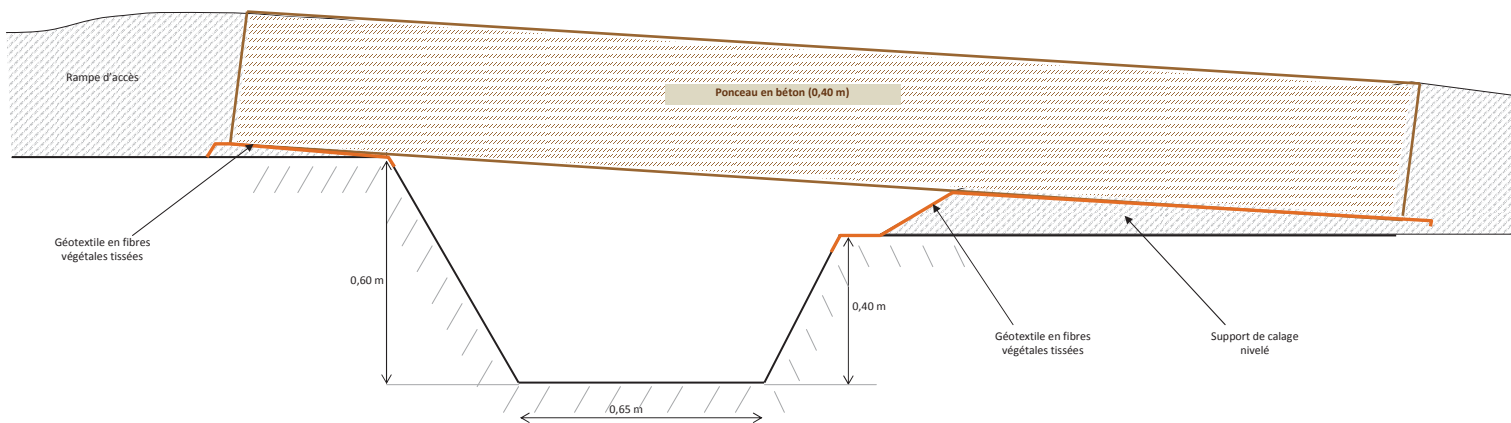 Rampe d'accès
Ponceau en béton (0,40 m)
Géotextile en fibres
végétales tissées
0,60 m
0,40 m
0,65 m
Géotextile en fibres
végétales tissées
Support de calage
nivelé